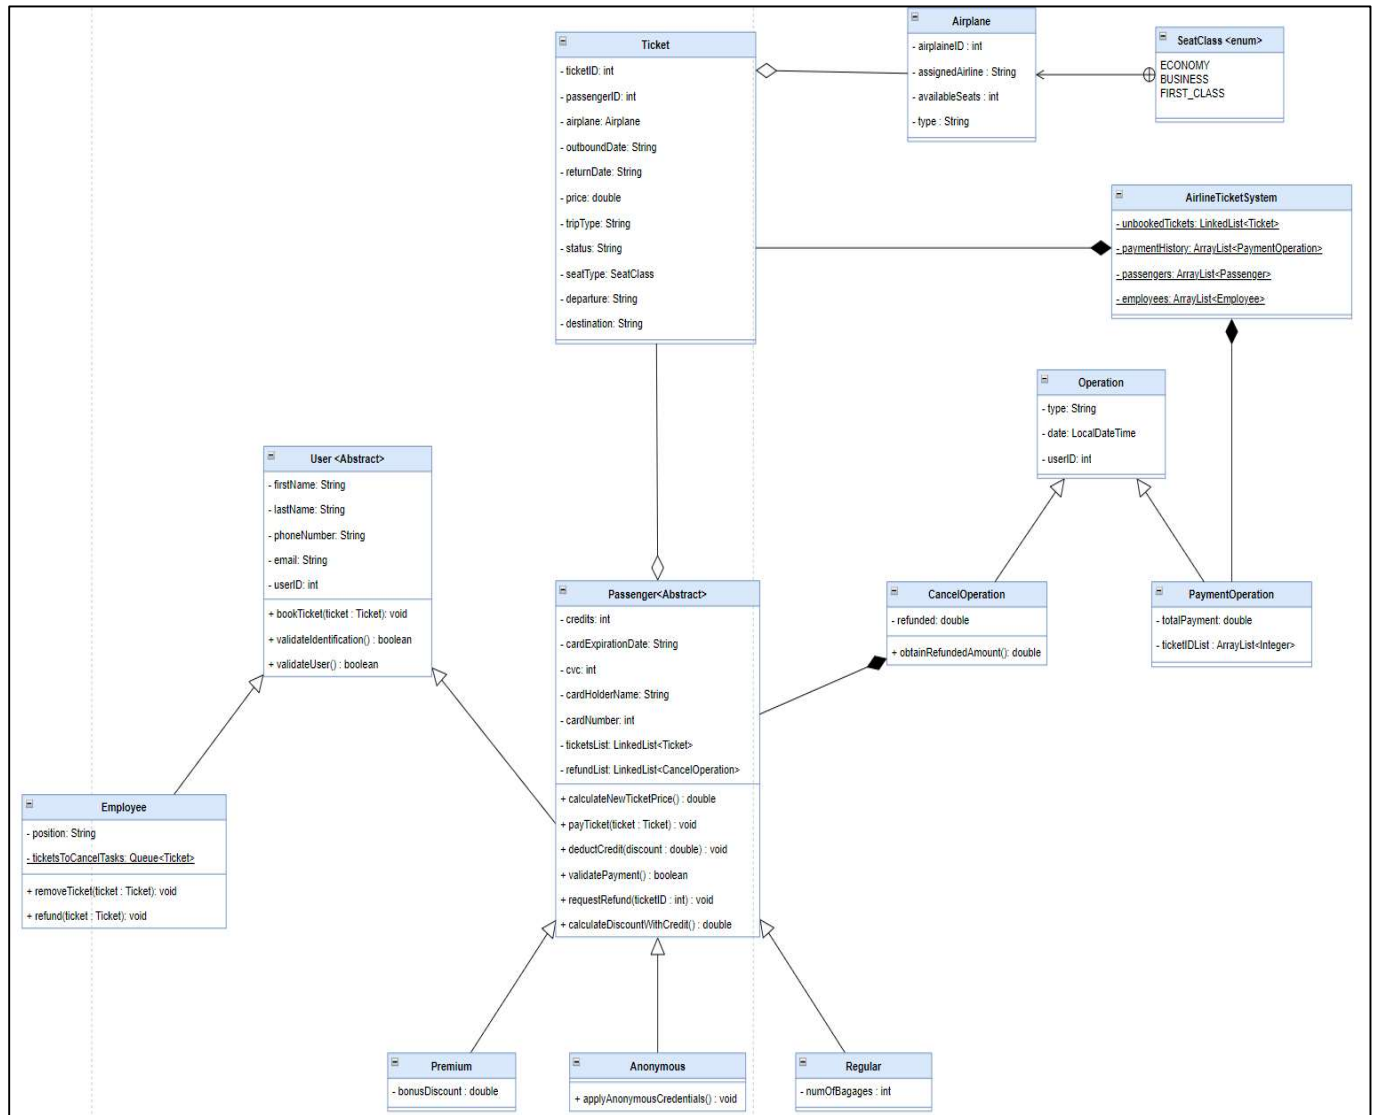 Ticket
- ticketID: int
- passengerID: int
- airplane: Airplane
- outboundDate: String
- returnDate: String
- price: double
- tripType: String
- status: String
- seatType: SeatClass
- departure: String
- destination: String
Airplane
- airplaineID : int
- assignedAirline : String
- availableSeats : int
- type : String
SeatClass <enum>
ECONOMY
BUSINESS
FIRST_CLASS
AirlineTicketSystem
- unbookedTickets: LinkedList<Ticket>
- paymentHistory: ArrayList<PaymentOperation>
- passengers: ArrayList<Passenger>
- employees: ArrayList<Employee>
Operation
- type: String
- date: LocalDateTime
- userID: int
User <Abstract>
- firstName: String
- lastName: String
- phoneNumber: String
- email: String
- userID: int
+ bookTicket(ticket : Ticket): void
+ validateIdentification() : boolean
+ validateUser() : boolean
Passenger<Abstract>
- credits: int
- cardExpirationDate: String
- cvc: int
- cardHolderName: String
- cardNumber: int
- ticketsList: LinkedList<Ticket>
- refundList: LinkedList<CancelOperation>
+ calculateNewTicketPrice() : double
+ payTicket(ticket : Ticket) : void
+ deductCredit(discount : double) : void
+ validatePayment() : boolean
+ requestRefund(ticketID : int) : void
+ calculateDiscountWithCredit() : double
CancelOperation
- refunded: double
+ obtainRefundedAmount(): double
PaymentOperation
- totalPayment: double
- ticketIDList : ArrayList<Integer>
Employee
- position: String
- ticketsToCancelTasks: Queue<Ticket>
+ removeTicket(ticket : Ticket): void
+ refund(ticket : Ticket): void
Premium
- bonusDiscount : double
Anonymous
+ applyAnonymousCredentials() : void
Regular
- numOfBagages : int